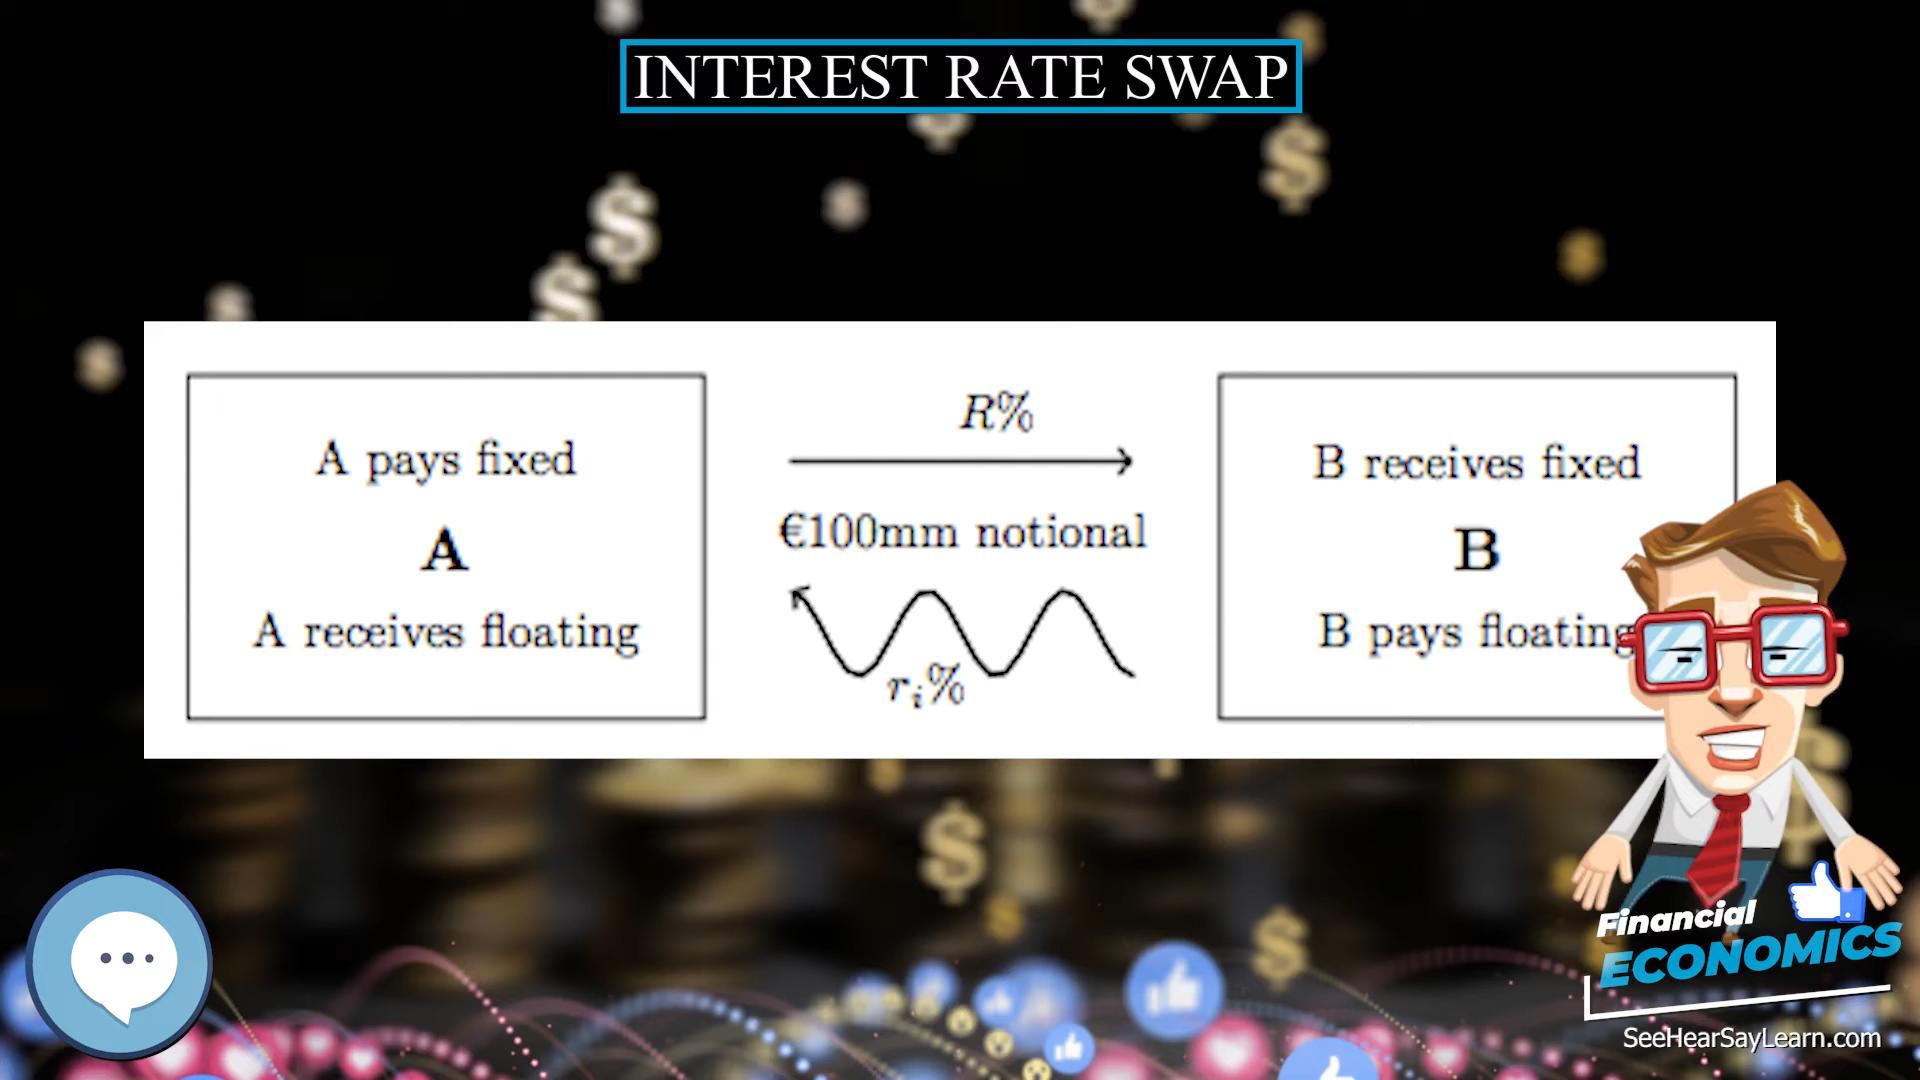 INTEREST RATE SWAP
A pays fixed
A
A receives floating
R%
€100mm notional
r_i%
B receives fixed
B
B pays floating
Financial
ECONOMICS
SeeHearSayLearn.com